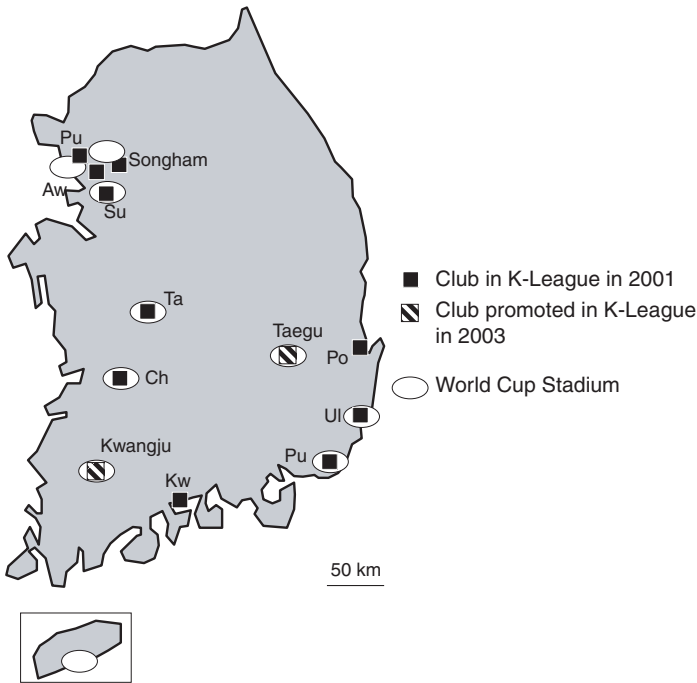 Pu
Songham
Aw
Su
Ta
Taegu
Po
Ch
Ul
Kwangju
Pu
Kw
Club in K-League in 2001
Club promoted in K-League
in 2003
World Cup Stadium
50 km